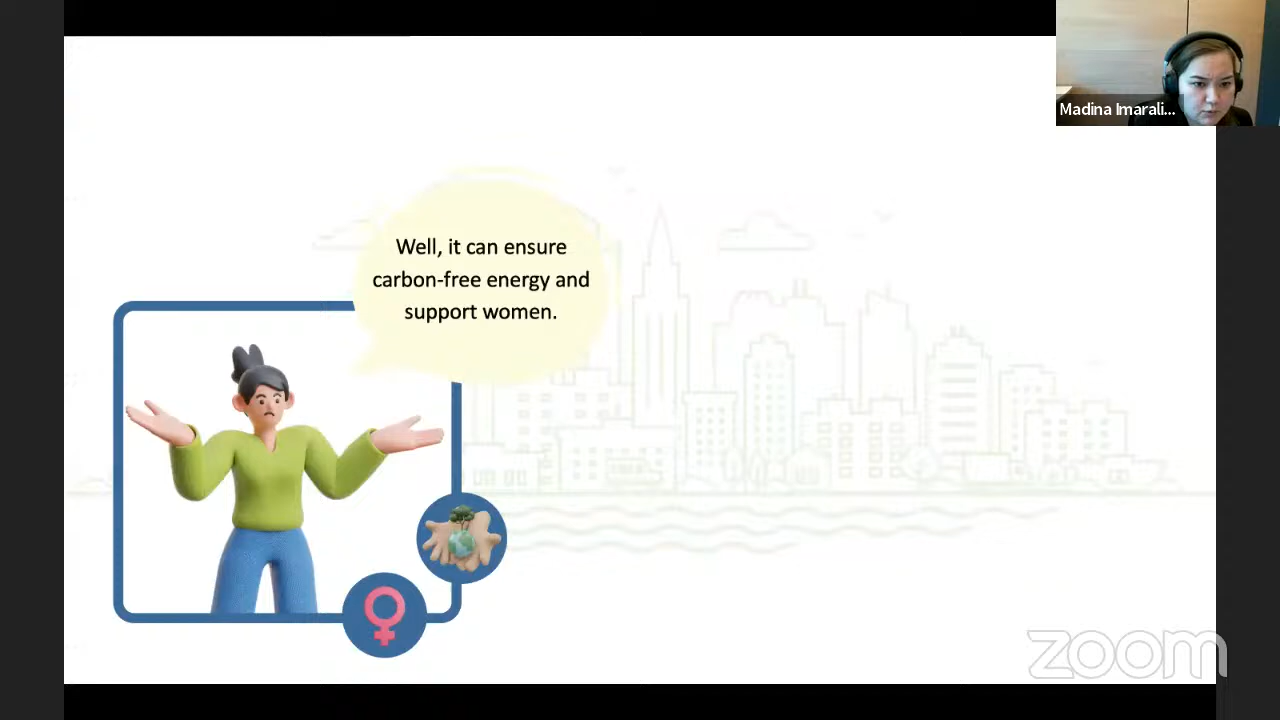 Madina Imarali...
Well, it can ensure
carbon-free energy and
support women.
zoom